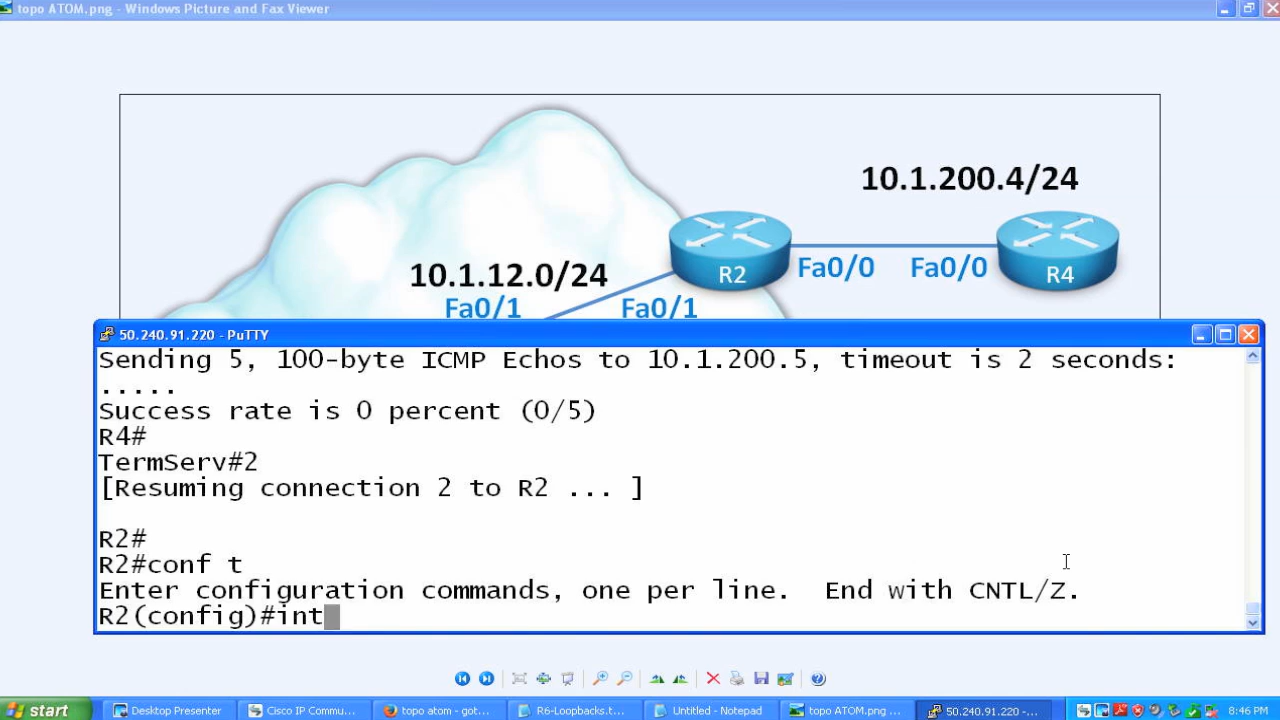 topo ATOM.png - Windows Picture and Fax Viewer
10.1.200.4/24
10.1.12.0/24
R2
Fa0/0
Fa0/0
R4
Fa0/1
Fa0/1
50.240.91.220 - PuTTY
Sending 5, 100-byte ICMP Echos to 10.1.200.5, timeout is 2 seconds:
.....
Success rate is 0 percent (0/5)
R4#
TermServ#2
[Resuming connection 2 to R2 ... ]
R2#
R2#conf t
Enter configuration commands, one per line.  End with CNTL/Z.
R2(config)#int
start
Desktop Presenter
Cisco IP Commu...
topo atom - got...
R6-Loopbacks.t...
Untitled - Notepad
topo ATOM.png ...
50.240.91.220 -...
8:46 PM